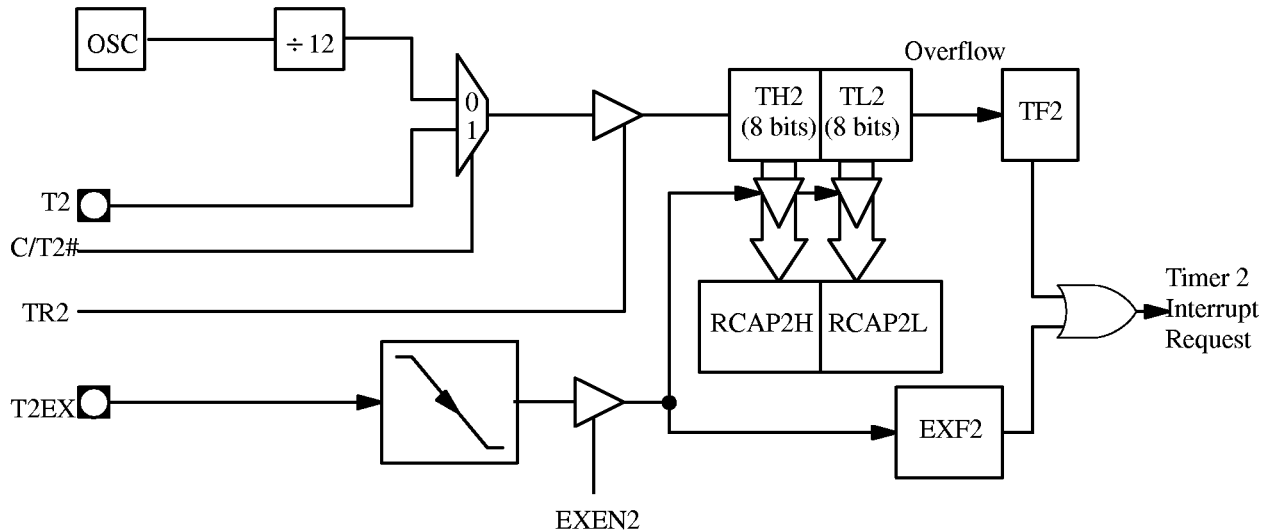 OSC
÷ 12
Overflow
0
1
TH2
(8 bits)
TL2
(8 bits)
TF2
T2
C/T2#
TR2
RCAP2H
RCAP2L
Timer 2
Interrupt
Request
T2EX
EXF2
EXEN2